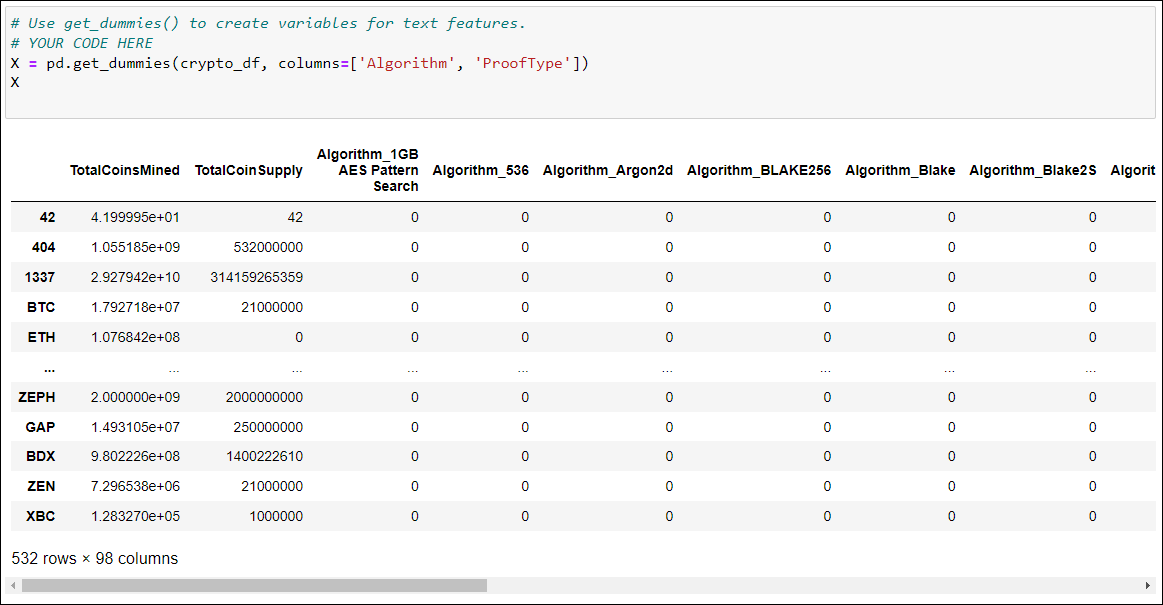 # Use get_dummies() to create variables for text features.
# YOUR CODE HERE
X = pd.get_dummies(crypto_df, columns=['Algorithm', 'ProofType'])
X
TotalCoinsMined TotalCoinSupply Algorithm_1GB AES Pattern Search Algorithm_536 Algorithm_Argon2d Algorithm_BLAKE256 Algorithm_Blake Algorithm_Blake2S Algorit
42 4.199995e+01 42 0 0 0 0 0 0
404 1.055185e+09 532000000 0 0 0 0 0 0
1337 2.927942e+10 314159265359 0 0 0 0 0 0
BTC 1.792718e+07 21000000 0 0 0 0 0 0
ETH 1.076842e+08 0 0 0 0 0 0 0
... ... ... ... ... ... ... ... ...
ZEPH 2.000000e+09 2000000000 0 0 0 0 0 0
GAP 1.493105e+07 250000000 0 0 0 0 0 0
BDX 9.802226e+08 1400222610 0 0 0 0 0 0
ZEN 7.296538e+06 21000000 0 0 0 0 0 0
XBC 1.283270e+05 1000000 0 0 0 0 0 0
532 rows × 98 columns